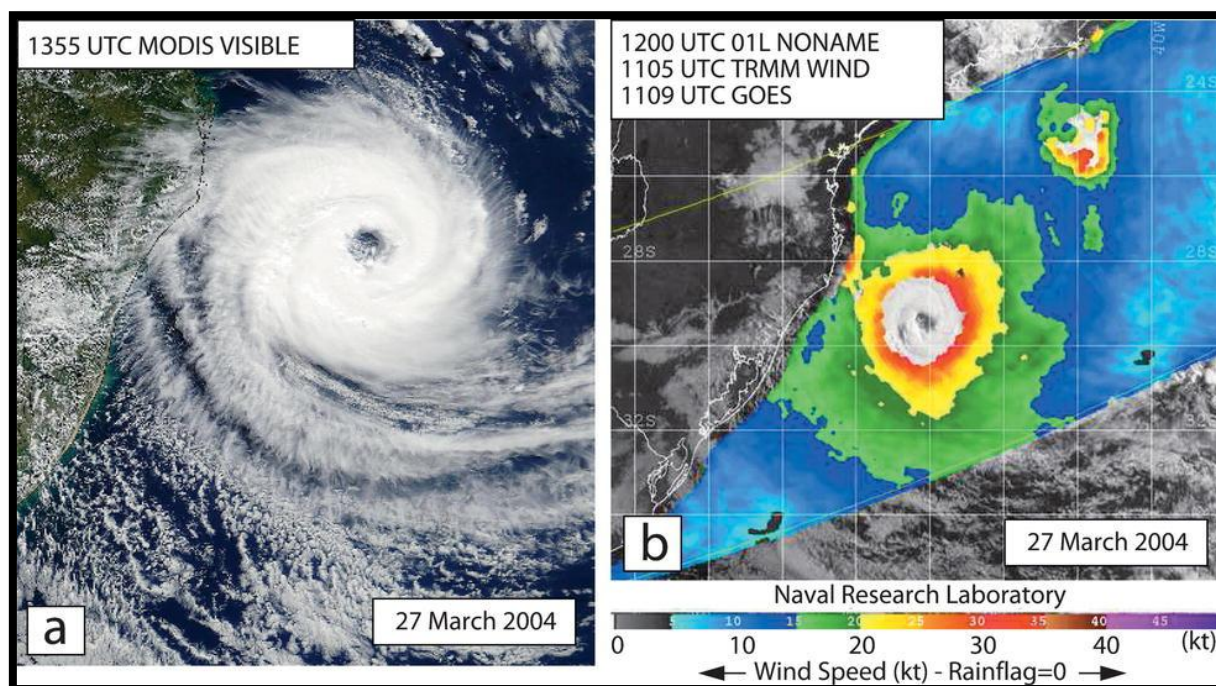 1355 UTC MODIS VISIBLE
a
27 March 2004
1200 UTC 01L NONAME
1105 UTC TRMM WIND
1109 UTC GOES
40W
24S
28S
28S
32S
32S
b
27 March 2004
Naval Research Laboratory
5 10 15 20 25 30 35 40 45
0 10 20 30 40 (kt)
Wind Speed (kt) - Rainflag=0